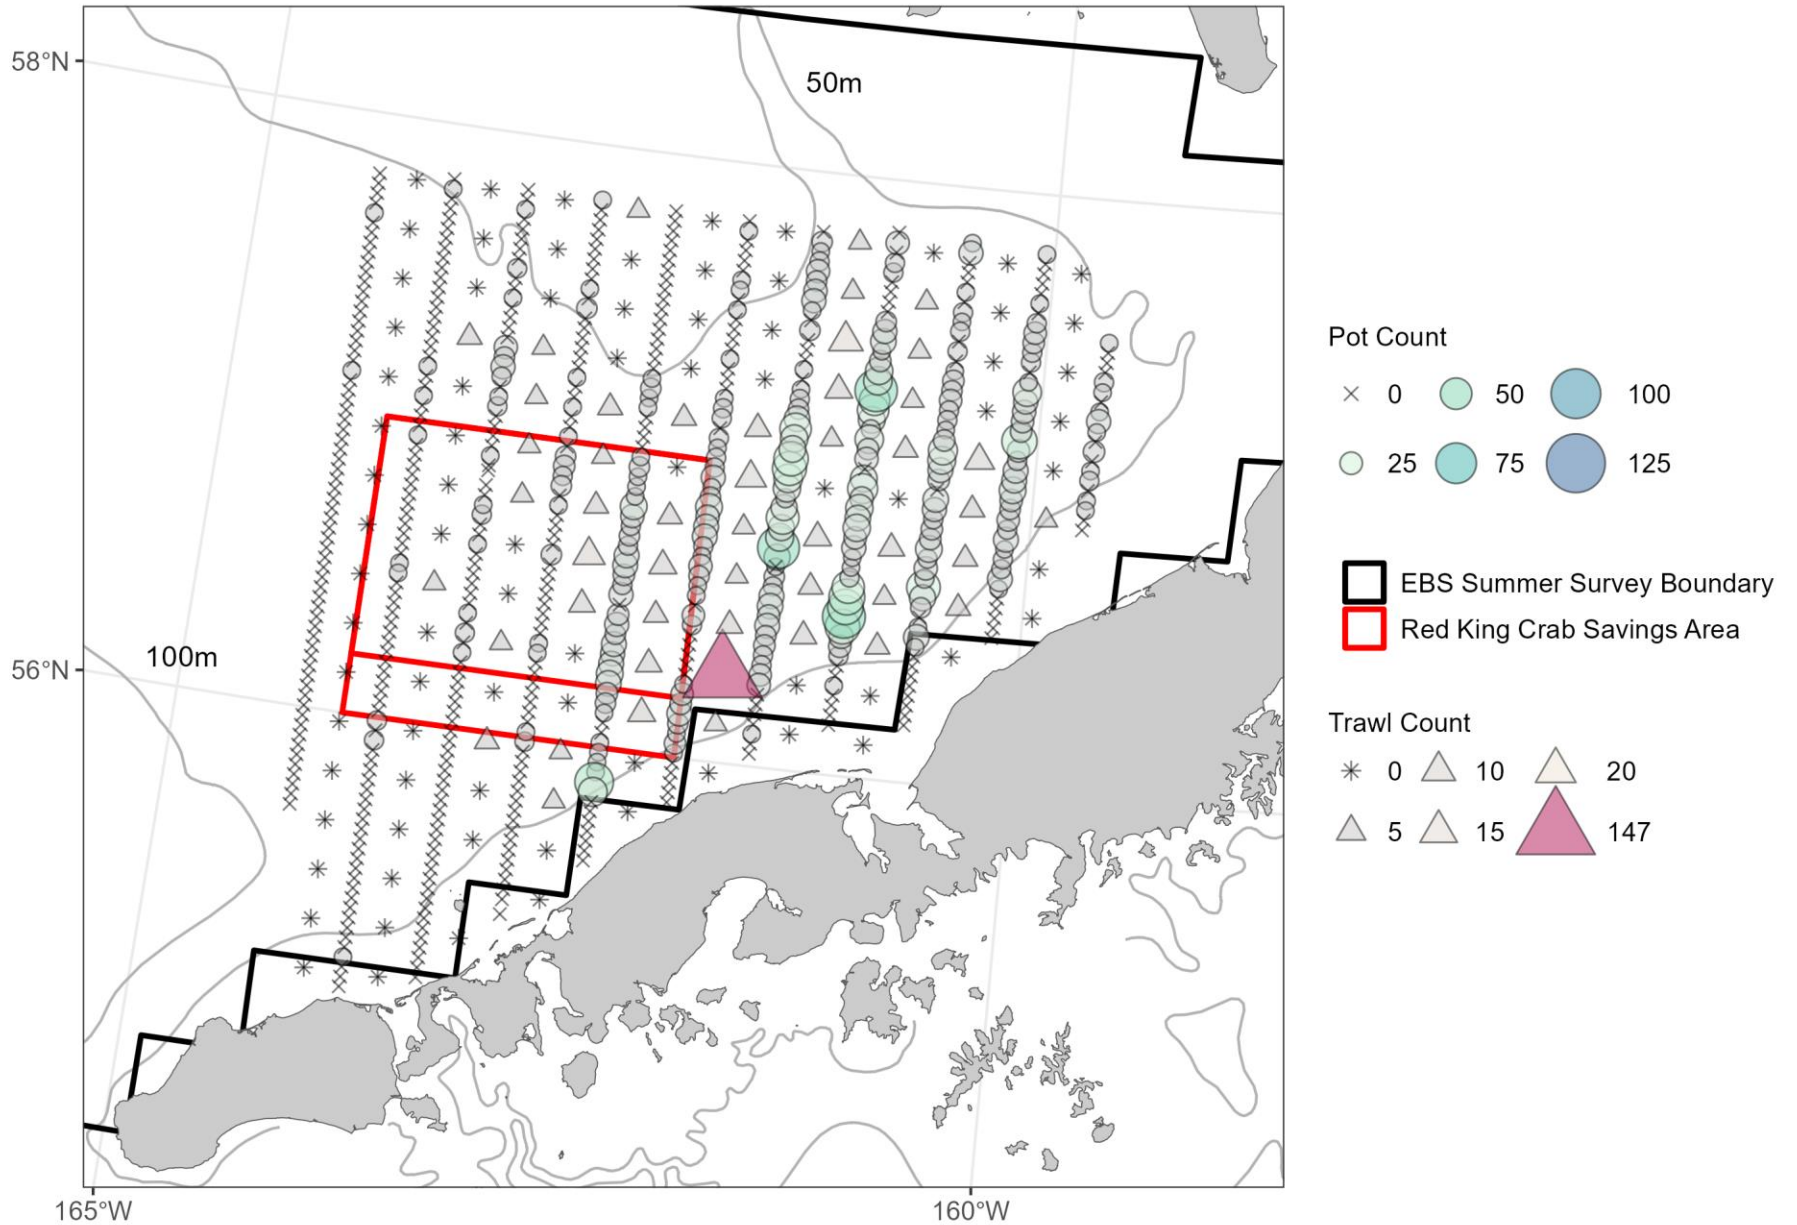 58°N
50m
56°N
100m
165°W
160°W
Pot Count
0 50 100
25 75 125
EBS Summer Survey Boundary
Red King Crab Savings Area
Trawl Count
0 10 20
5 15 147